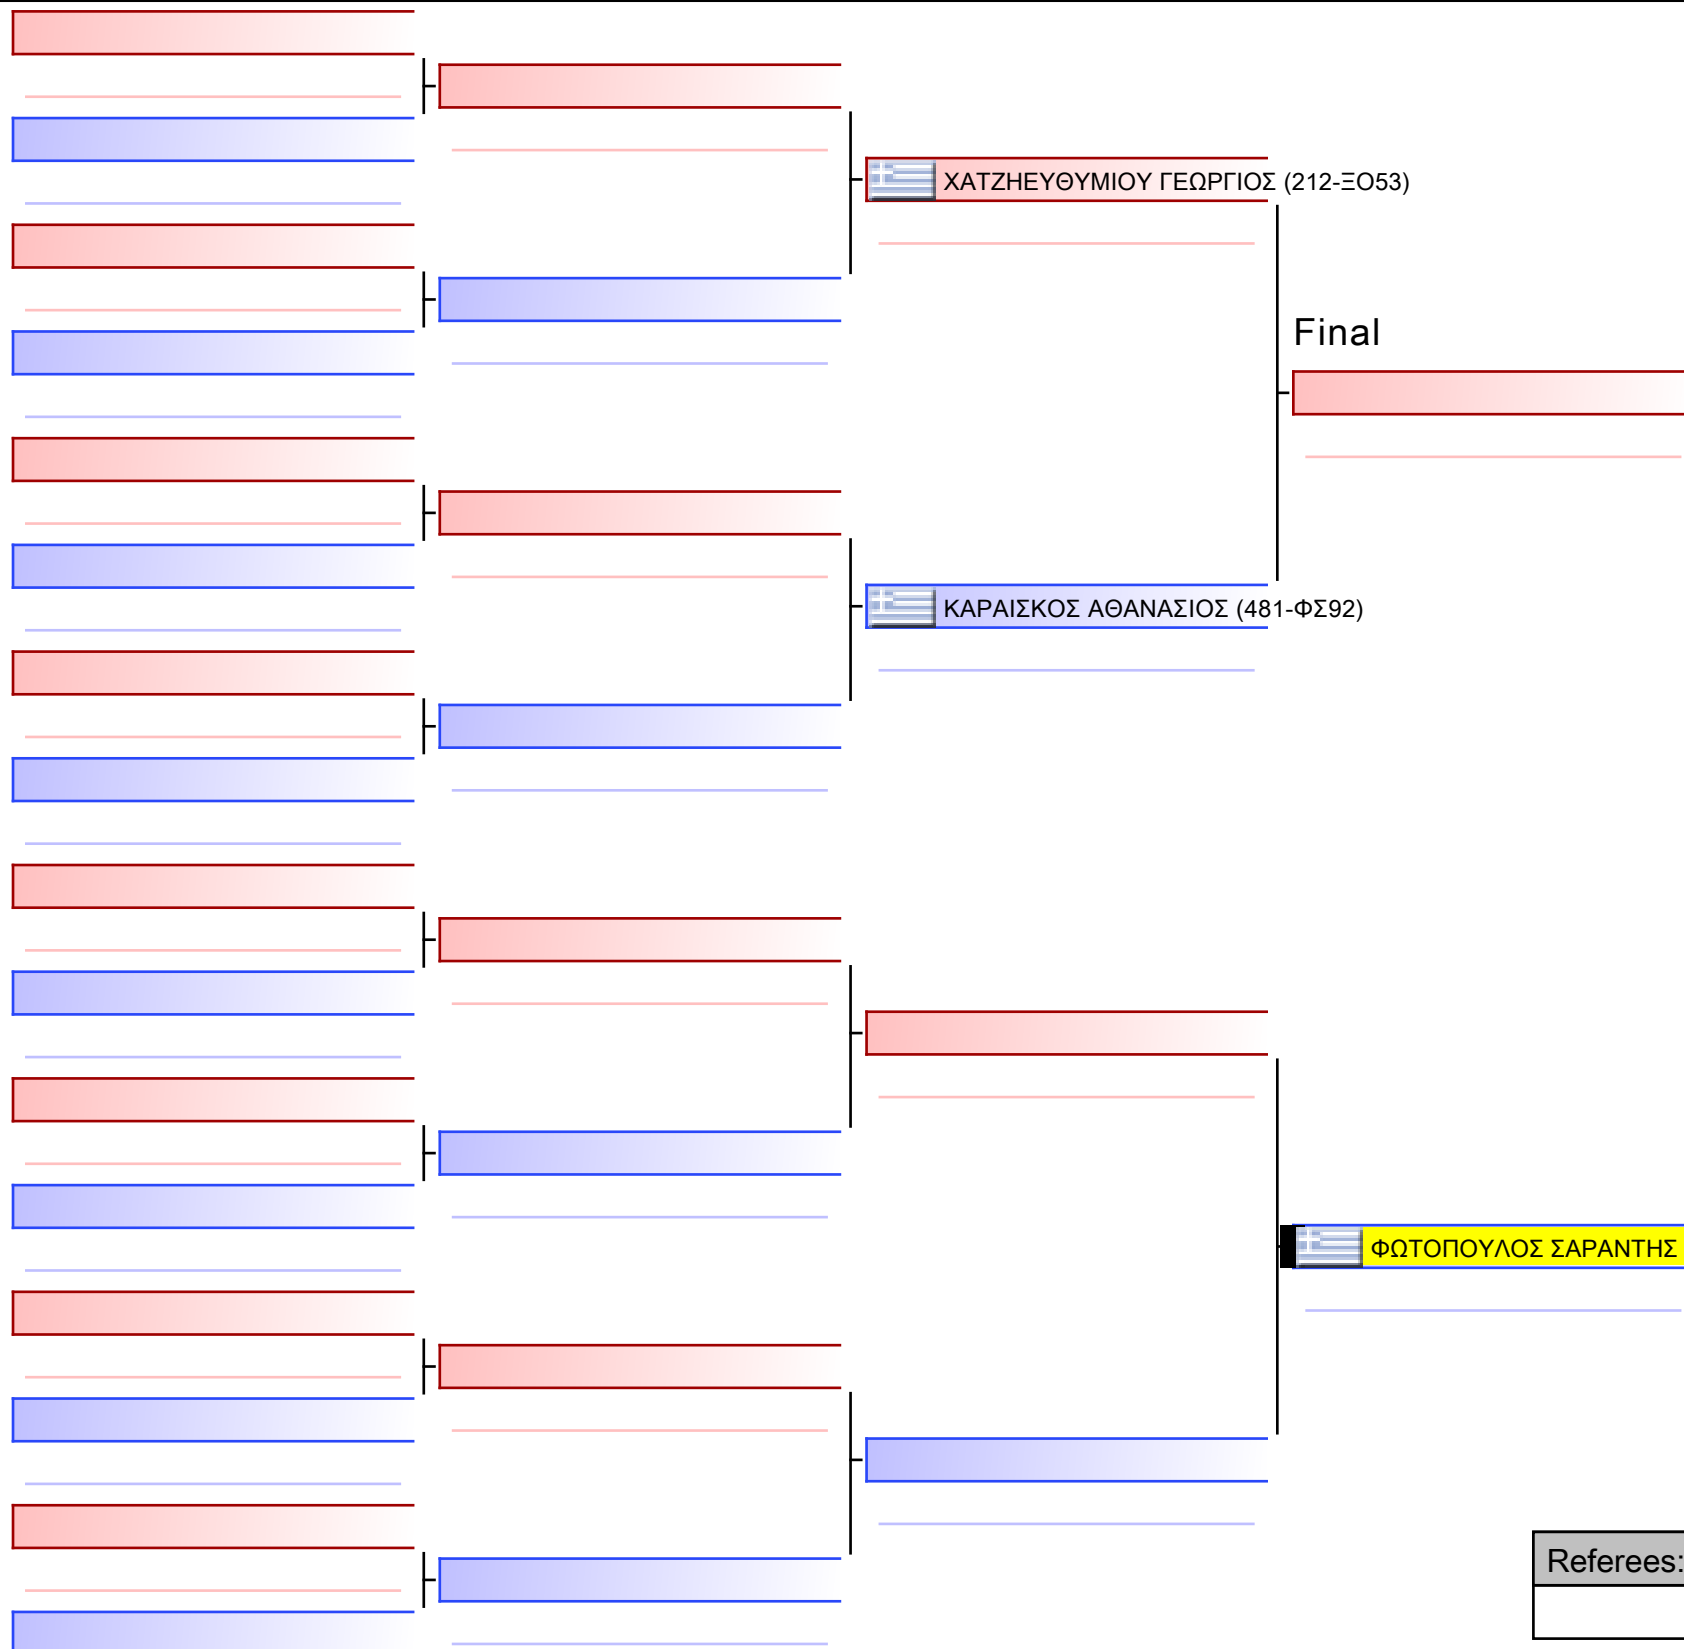 ΧΑΤΖΗΕΥΘΥΜΙΟΥ ΓΕΩΡΓΙΟΣ (212-ΞΟ53)
Final
ΚΑΡΑΙΣΚΟΣ ΑΘΑΝΑΣΙΟΣ (481-ΦΣ92)
ΦΩΤΟΠΟΥΛΟΣ ΣΑΡΑΝΤΗΣ
Referees: